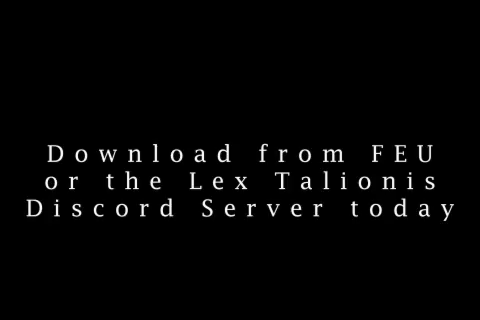 Download from FEU
or the Lex Talionis
Discord Server today